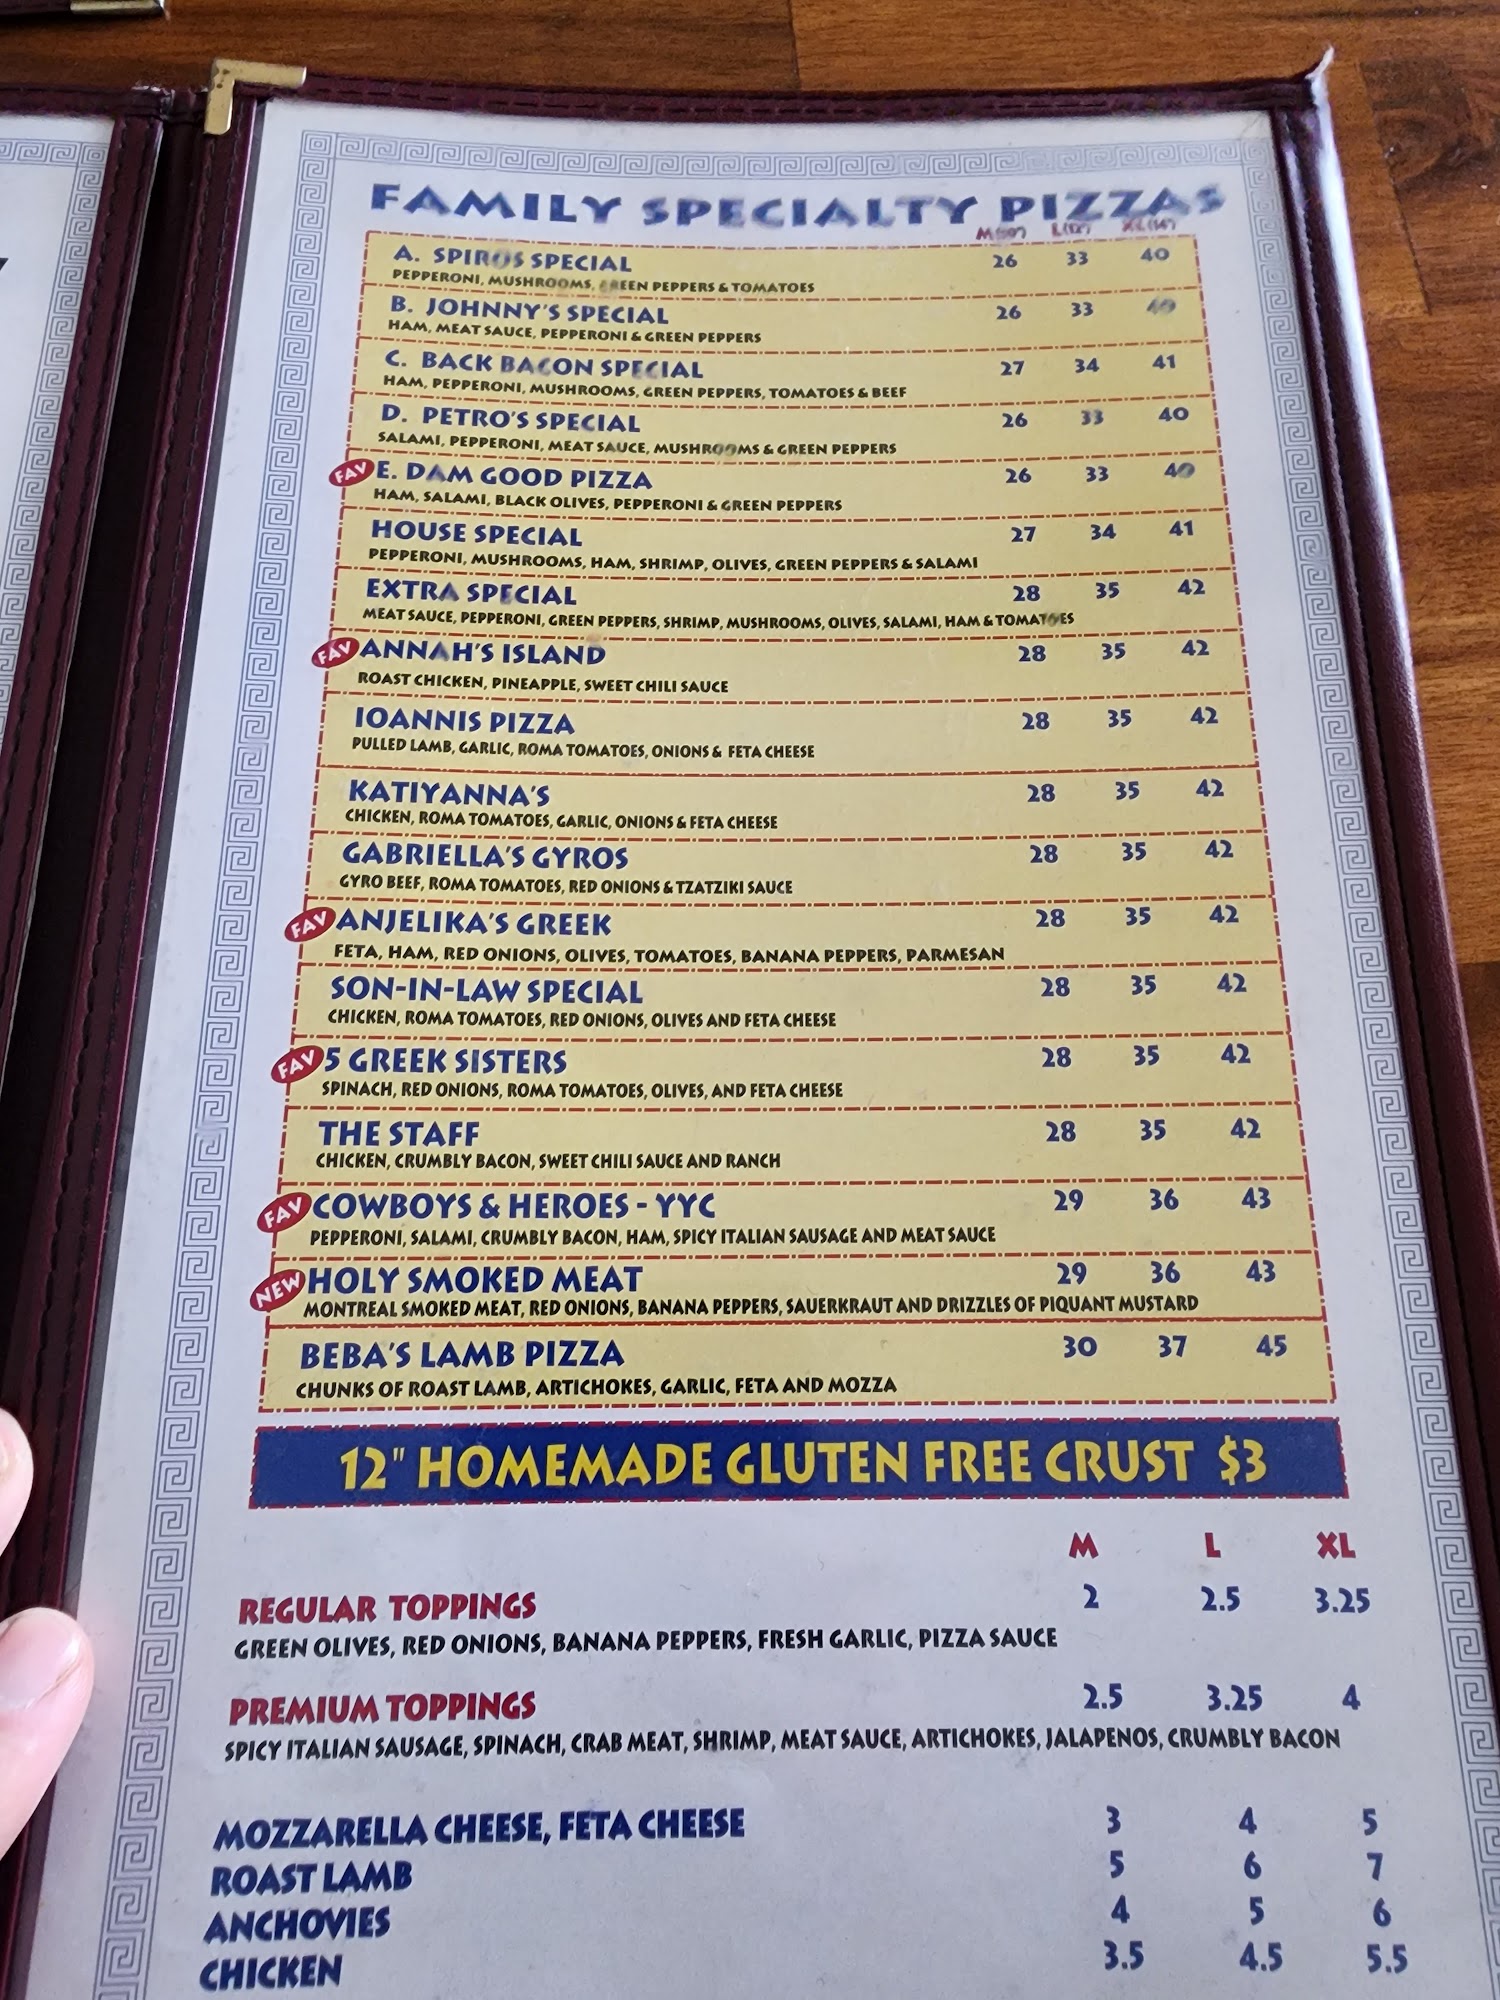 FAMILY SPECIALTY PIZZAS
A. SPIROS SPECIAL 26 33 40
PEPPERONI, MUSHROOMS, GREEN PEPPERS & TOMATOES
B. JOHNNY'S SPECIAL 26 33 40
HAM, MEAT SAUCE, PEPPERONI & GREEN PEPPERS
C. BACK BACON SPECIAL 27 34 41
HAM, PEPPERONI, MUSHROOMS, GREEN PEPPERS, TOMATOES & BEEF
D. PETRO'S SPECIAL 26 33 40
SALAMI, PEPPERONI, MEAT SAUCE, MUSHROOMS & GREEN PEPPERS
FAV E. DAM GOOD PIZZA 26 33 40
HAM, SALAMI, BLACK OLIVES, PEPPERONI & GREEN PEPPERS
HOUSE SPECIAL 27 34 41
PEPPERONI, MUSHROOMS, HAM, SHRIMP, OLIVES, GREEN PEPPERS & SALAMI
EXTRA SPECIAL 28 35 42
MEAT SAUCE, PEPPERONI, GREEN PEPPERS, SHRIMP, MUSHROOMS, OLIVES, SALAMI, HAM & TOMATOES
FAV ANNAH'S ISLAND 28 35 42
ROAST CHICKEN, PINEAPPLE, SWEET CHILI SAUCE
IOANNIS PIZZA 28 35 42
PULLED LAMB, GARLIC, ROMA TOMATOES, ONIONS & FETA CHEESE
KATIYANNA'S 28 35 42
CHICKEN, ROMA TOMATOES, GARLIC, ONIONS & FETA CHEESE
GABRIELLA'S GYROS 28 35 42
GYRO BEEF, ROMA TOMATOES, RED ONIONS & TZATZIKI SAUCE
FAV ANJELIKA'S GREEK 28 35 42
FETA, HAM, RED ONIONS, OLIVES, TOMATOES, BANANA PEPPERS, PARMESAN
SON-IN-LAW SPECIAL 28 35 42
CHICKEN, ROMA TOMATOES, RED ONIONS, OLIVES AND FETA CHEESE
FAV 5 GREEK SISTERS 28 35 42
SPINACH, RED ONIONS, ROMA TOMATOES, OLIVES, AND FETA CHEESE
THE STAFF 28 35 42
CHICKEN, CRUMBLY BACON, SWEET CHILI SAUCE AND RANCH
FAV COWBOYS & HEROES - YYC 29 36 43
PEPPERONI, SALAMI, CRUMBLY BACON, HAM, SPICY ITALIAN SAUSAGE AND MEAT SAUCE
NEW HOLY SMOKED MEAT 29 36 43
MONTREAL SMOKED MEAT, RED ONIONS, BANANA PEPPERS, SAUERKRAUT AND DRIZZLES OF PIQUANT MUSTARD
BEBA'S LAMB PIZZA 30 37 45
CHUNKS OF ROAST LAMB, ARTICHOKES, GARLIC, FETA AND MOZZA
12" HOMEMADE GLUTEN FREE CRUST $3
M L XL
REGULAR TOPPINGS 2 2.5 3.25
GREEN OLIVES, RED ONIONS, BANANA PEPPERS, FRESH GARLIC, PIZZA SAUCE
PREMIUM TOPPINGS 2.5 3.25 4
SPICY ITALIAN SAUSAGE, SPINACH, CRAB MEAT, SHRIMP, MEAT SAUCE, ARTICHOKES, JALAPENOS, CRUMBLY BACON
MOZZARELLA CHEESE, FETA CHEESE 3 4 5
ROAST LAMB 5 6 7
ANCHOVIES 4 5 6
CHICKEN 3.5 4.5 5.5